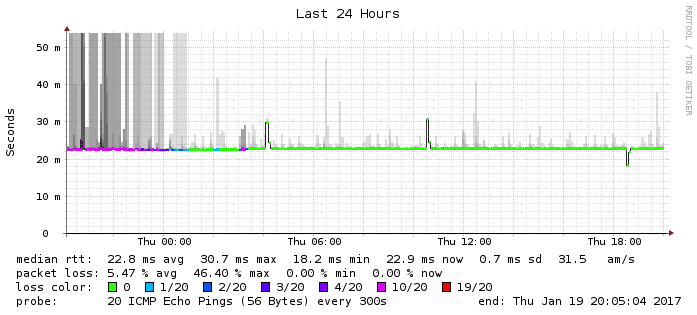 Last 24 Hours
RRDTOOL / TOBI OETIKER
Seconds
50 m
40 m
30 m
20 m
10 m
0
Thu 00:00 Thu 06:00 Thu 12:00 Thu 18:00
median rtt: 22.8 ms avg 30.7 ms max 18.2 ms min 22.9 ms now 0.7 ms sd 31.5 am/s
packet loss: 5.47 % avg 46.40 % max 0.00 % min 0.00 % now
loss color: 0 1/20 2/20 3/20 4/20 10/20 19/20
probe: 20 ICMP Echo Pings (56 Bytes) every 300s end: Thu Jan 19 20:05:04 2017